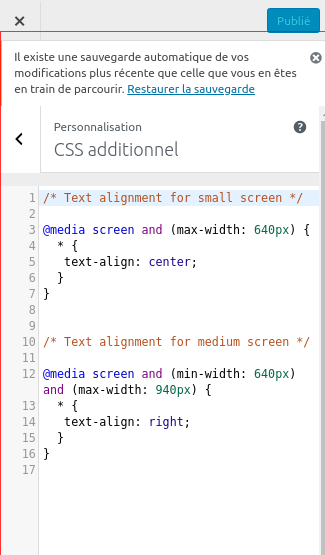 Publié
Il existe une sauvegarde automatique de vos
modifications plus récente que celle que vous en êtes
en train de parcourir. Restaurer la sauvegarde
Personnalisation
CSS additionnel
1 /* Text alignment for small screen */
2
3 @media screen and (max-width: 640px) {
4 * {
5 text-align: center;
6 }
7 }
8
9
10 /* Text alignment for medium screen */
11
12 @media screen and (min-width: 640px)
and (max-width: 940px) {
13 * {
14 text-align: right;
15 }
16 }
17